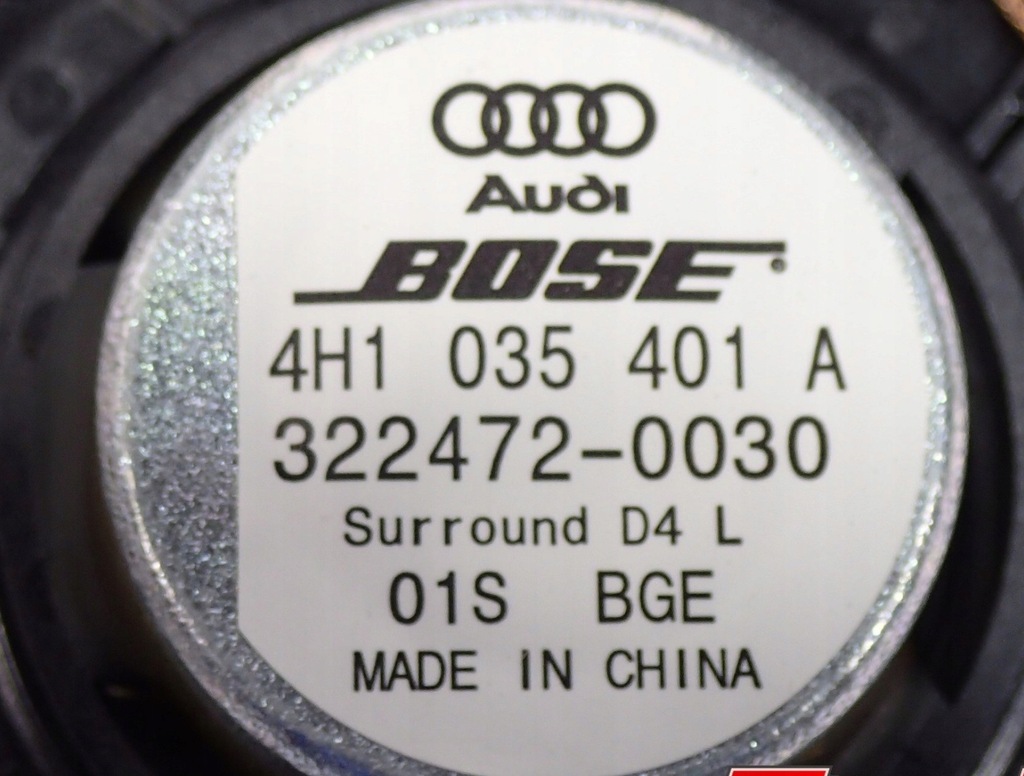 Audi
BOSE®
4H1 035 401 A
322472-0030
Surround D4 L
01S BGE
MADE IN CHINA